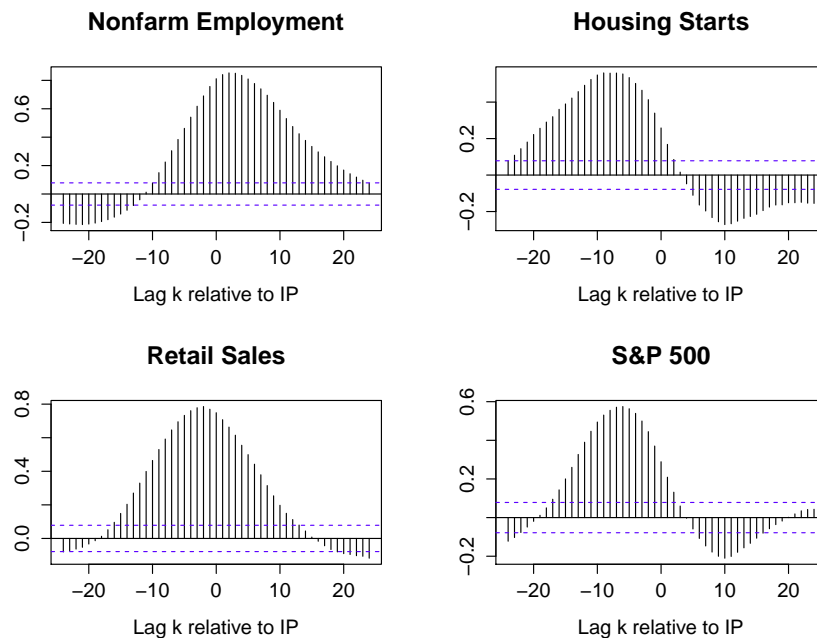 Nonfarm Employment
−0.2 0.2 0.6
−20 −10 0 10 20
Lag k relative to IP
Housing Starts
−0.2 0.2
−20 −10 0 10 20
Lag k relative to IP
Retail Sales
0.0 0.4 0.8
−20 −10 0 10 20
Lag k relative to IP
S&P 500
−0.2 0.2 0.6
−20 −10 0 10 20
Lag k relative to IP